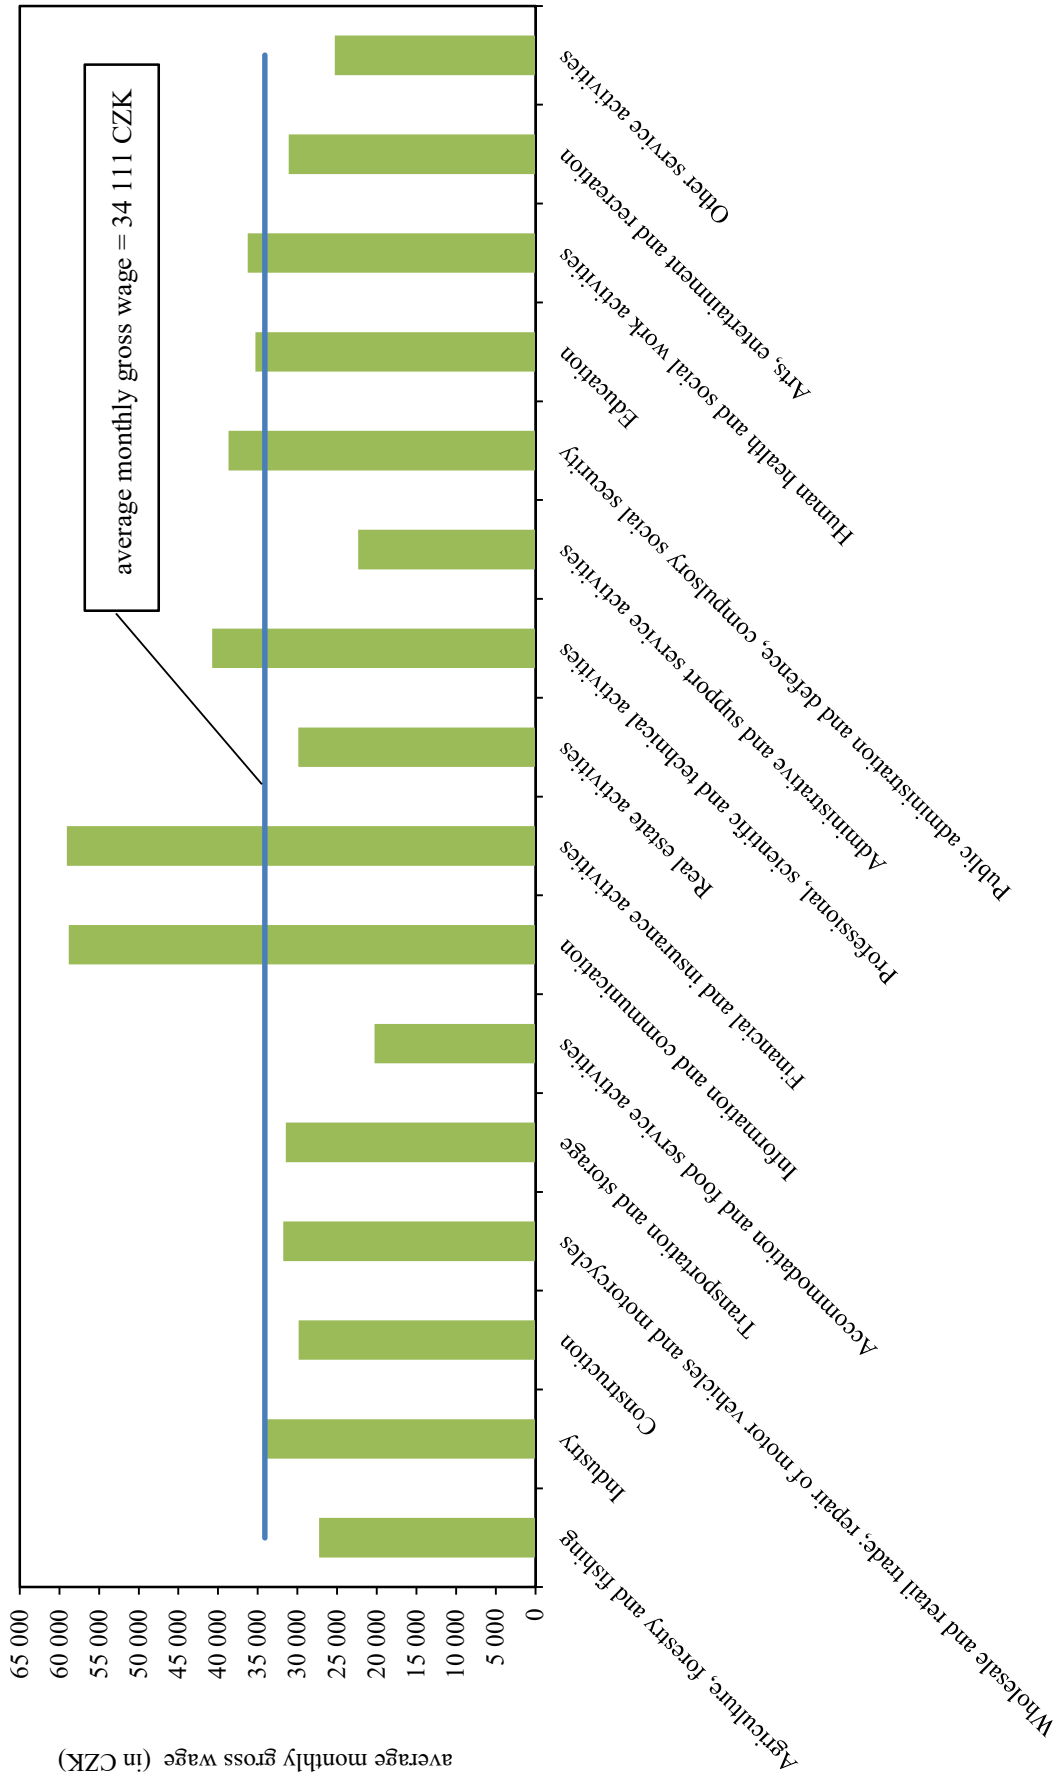 average monthly gross wage (in CZK)
65 000
60 000
55 000
50 000
45 000
40 000
35 000
30 000
25 000
20 000
15 000
10 000
5 000
0
average monthly gross wage = 34 111 CZK
Agriculture, forestry and fishing
Industry
Construction
Wholesale and retail trade; repair of motor vehicles and motorcycles
Transportation and storage
Accommodation and food service activities
Information and communication
Financial and insurance activities
Real estate activities
Professional, scientific and technical activities
Administrative and support service activities
Public administration and defence, compulsory social security
Education
Human health and social work activities
Arts, entertainment and recreation
Other service activities